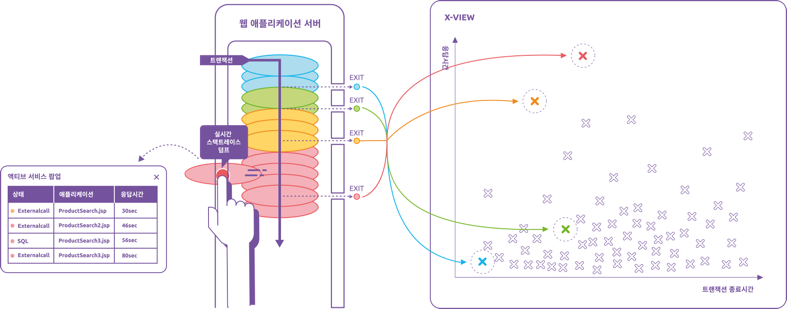 웹 애플리케이션 서버
트랜잭션
EXIT
EXIT
EXIT
EXIT
실시간
스택트레이스
덤프
액티브 서비스 팝업
상태 애플리케이션 응답시간
Externalcall ProductSearch.jsp 30sec
Externalcall ProductSearch2.jsp 46sec
SQL ProductSearch3.jsp 56sec
Externalcall ProductSearch3.jsp 80sec
X-VIEW
응답시간
트랜잭션 종료시간